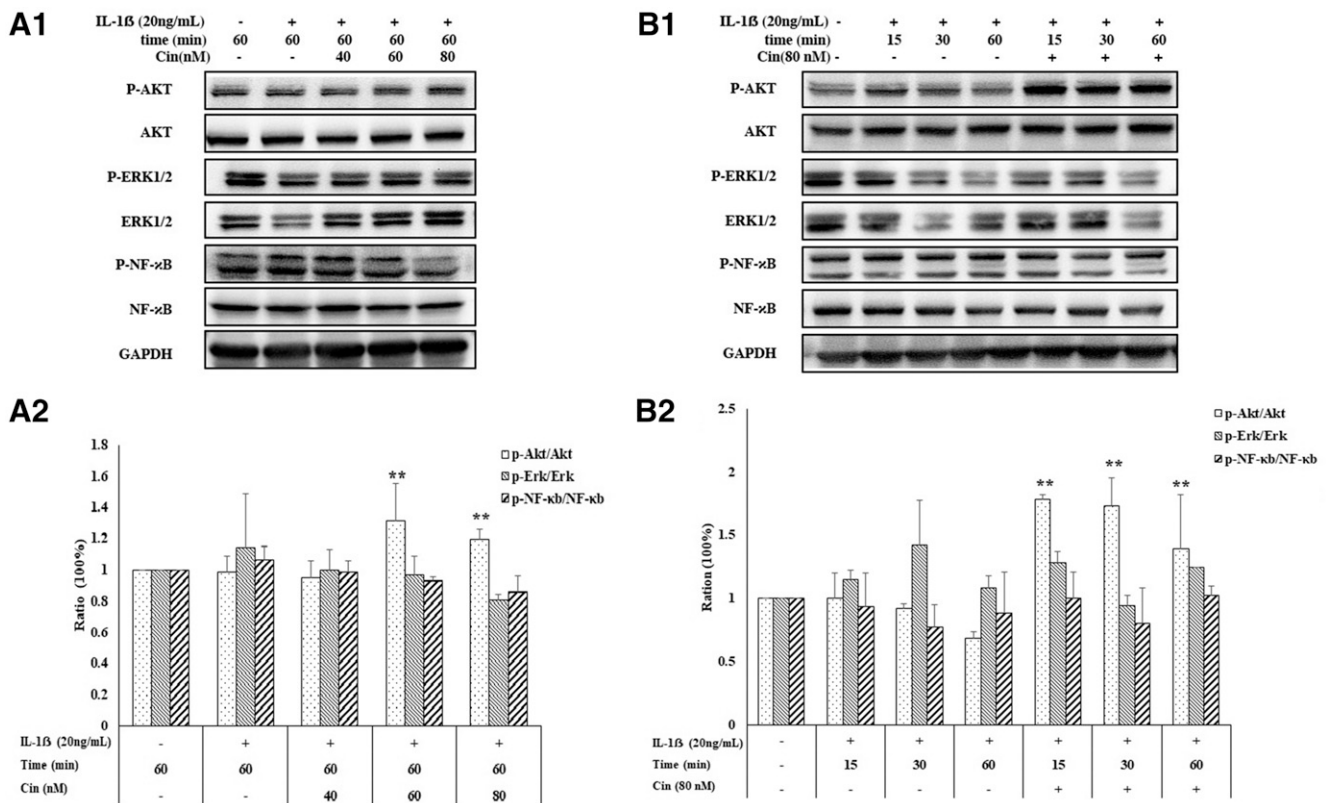 A1
IL-1ß (20ng/mL) - + + + +
time (min) 60 60 60 60 60
Cin(nM) - - 40 60 80
P-AKT
AKT
P-ERK1/2
ERK1/2
P-NF-ϰB
NF-ϰB
GAPDH
B1
IL-1ß (20ng/mL) - + + + + + +
time (min) 15 30 60 15 30 60
Cin(80 nM) - - - - + + +
P-AKT
AKT
P-ERK1/2
ERK1/2
P-NF-ϰB
NF-ϰB
GAPDH
A2
Ratio (100%)
1.8
1.6
1.4
1.2
1
0.8
0.6
0.4
0.2
0
** **
p-Akt/Akt
p-Erk/Erk
p-NF-κb/NF-κb
IL-1ß (20ng/mL) - + + + +
Time (min) 60 60 60 60 60
Cin (nM) - - 40 60 80
B2
Ration (100%)
2.5
2
1.5
1
0.5
0
** ** **
p-Akt/Akt
p-Erk/Erk
p-NF-κb/NF-κb
IL-1ß (20ng/mL) - + + + + + +
Time (min) - 15 30 60 15 30 60
Cin (80 nM) - - - - + + +